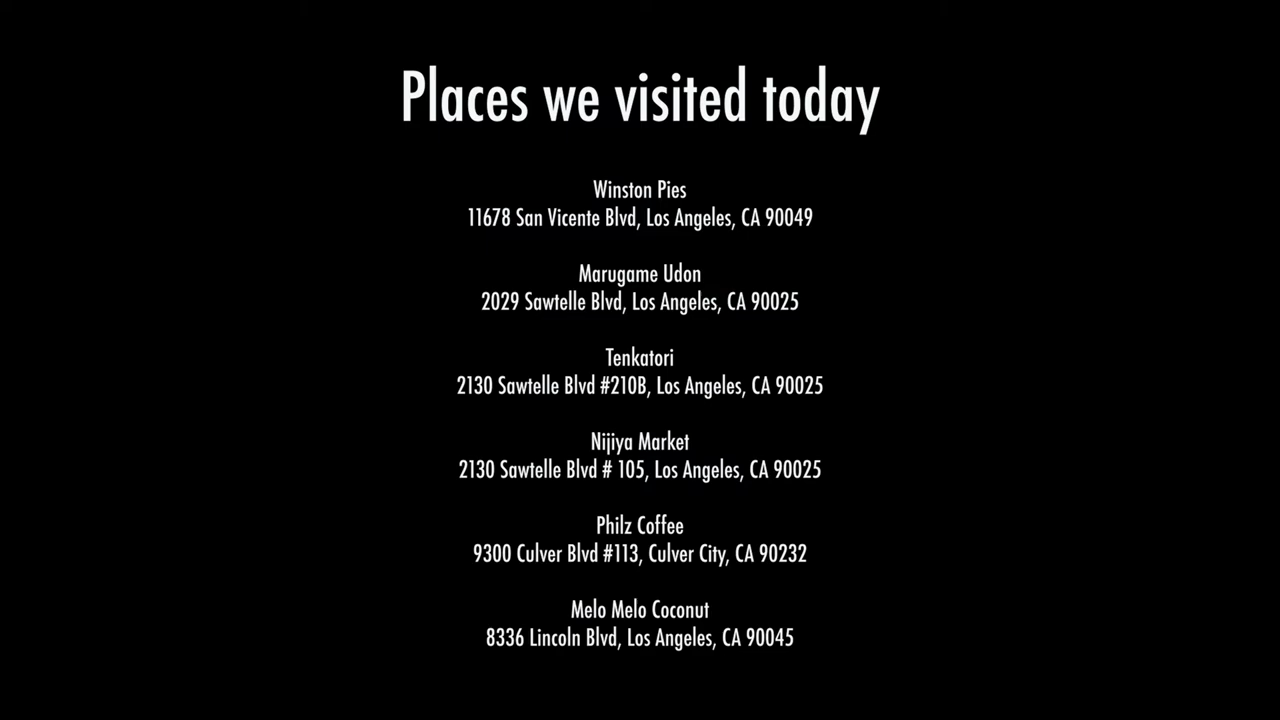 Places we visited today
Winston Pies
11678 San Vicente Blvd, Los Angeles, CA 90049
Marugame Udon
2029 Sawtelle Blvd, Los Angeles, CA 90025
Tenkatori
2130 Sawtelle Blvd #210B, Los Angeles, CA 90025
Nijiya Market
2130 Sawtelle Blvd # 105, Los Angeles, CA 90025
Philz Coffee
9300 Culver Blvd #113, Culver City, CA 90232
Melo Melo Coconut
8336 Lincoln Blvd, Los Angeles, CA 90045